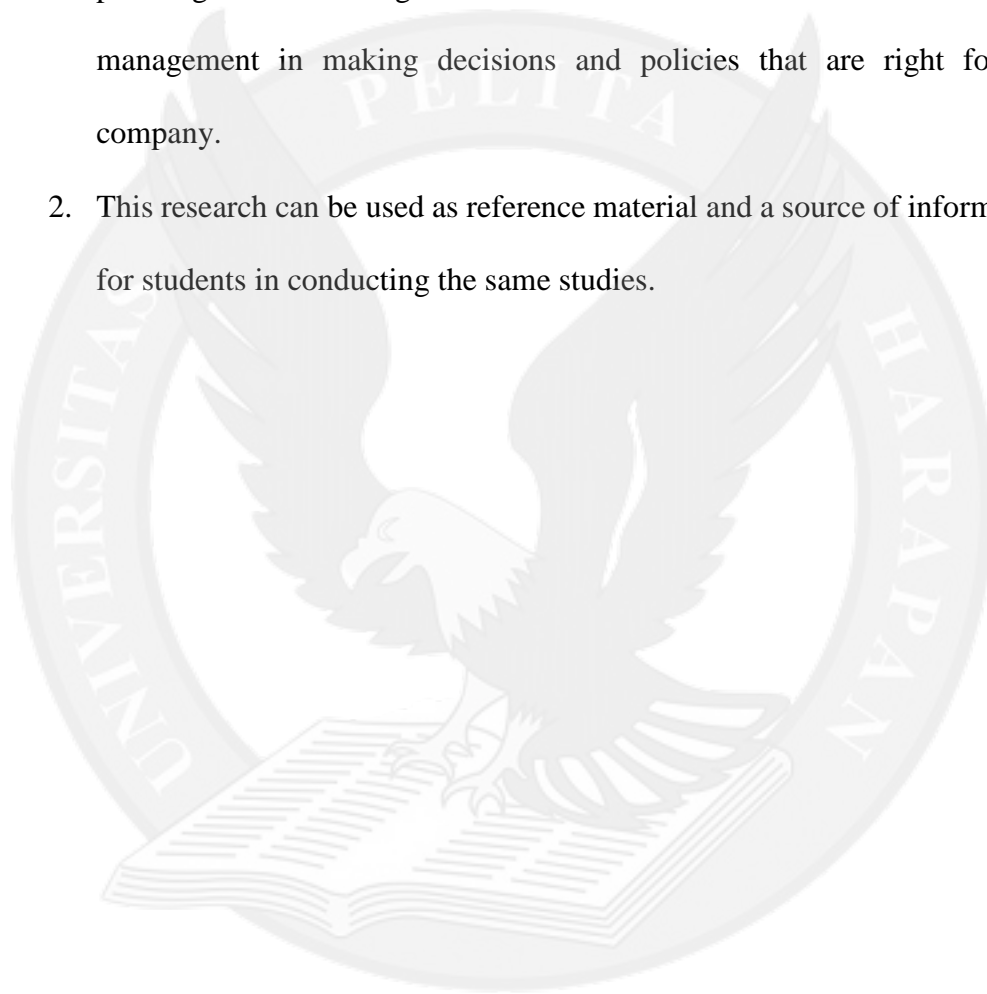 management in making decisions and policies that are right fo
company.
2. This research can be used as reference material and a source of inform
for students in conducting the same studies.
UNIVERSITAS PELITA HARAPAN